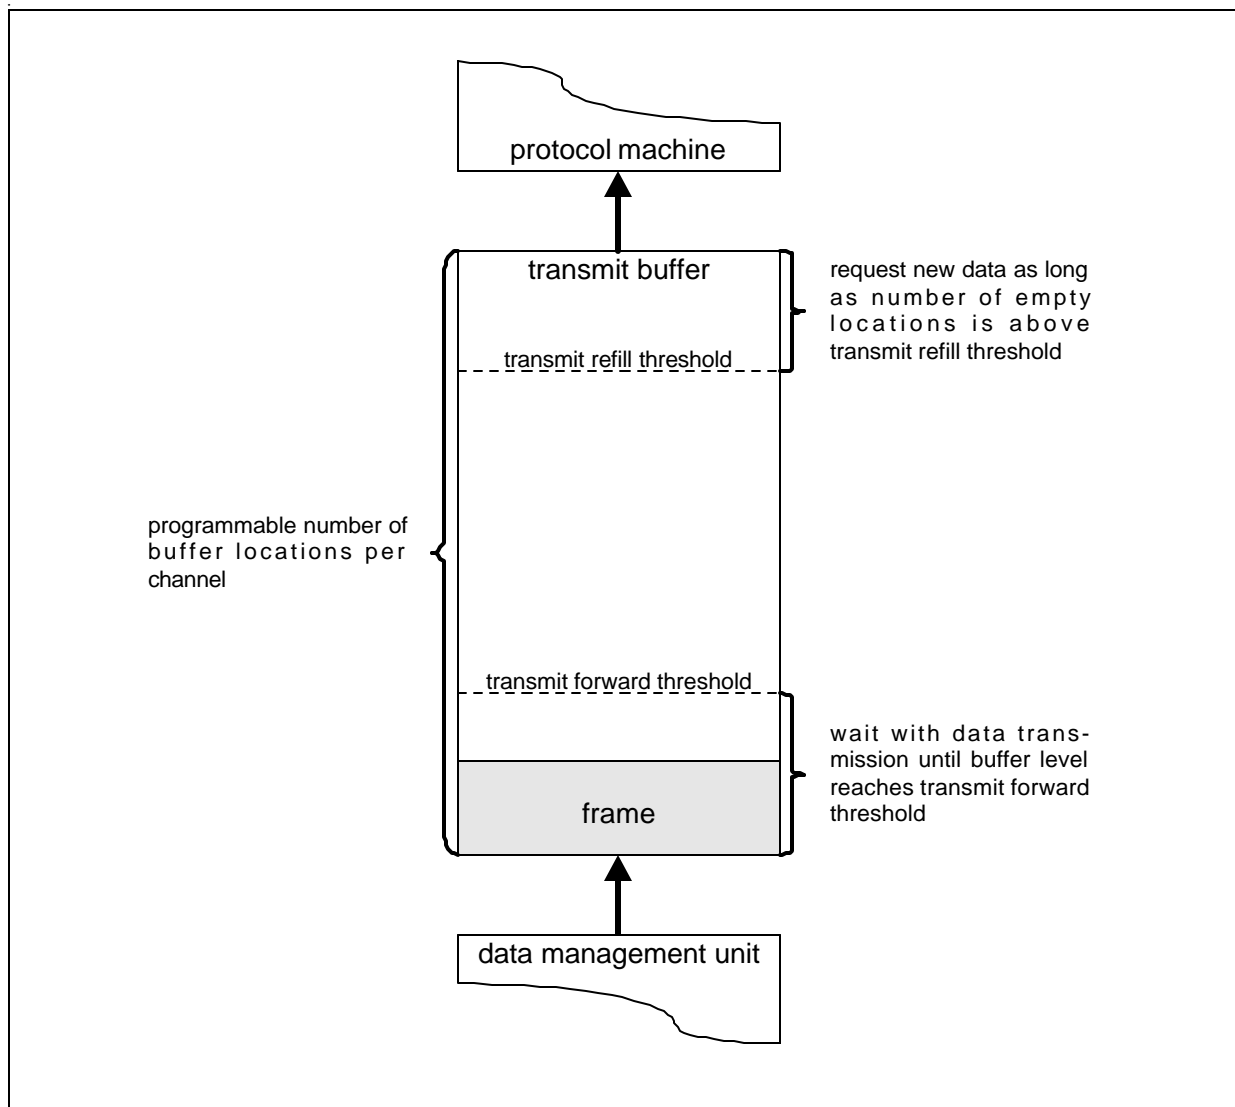 protocol machine
transmit buffer
request new data as long
as number of empty
locations is above
transmit refill threshold
transmit refill threshold
programmable number of
buffer locations per
channel
transmit forward threshold
wait with data trans-
mission until buffer level
reaches transmit forward
threshold
frame
data management unit